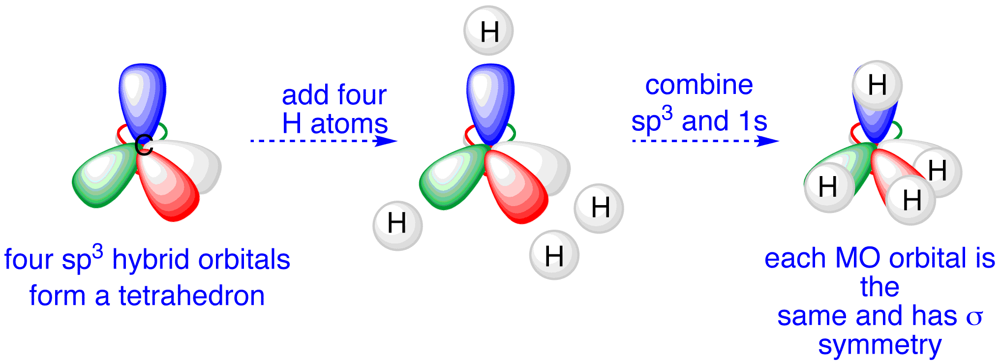 H
C
add four
H atoms
combine
sp³ and 1s
H
H
H
H
H
H
H
four sp³ hybrid orbitals
form a tetrahedron
each MO orbital is
the
same and has σ
symmetry